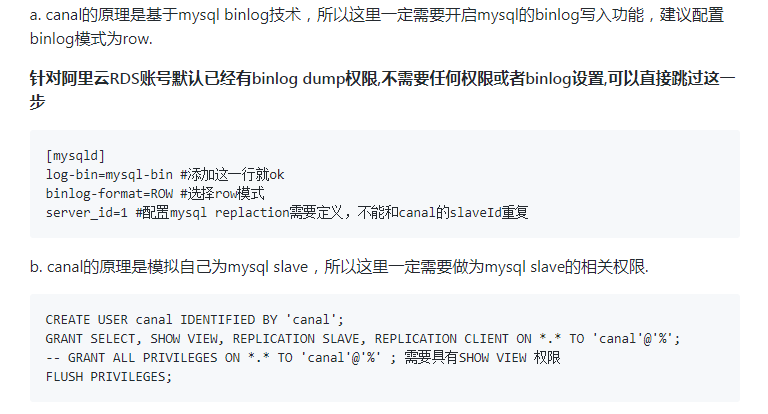 a. canal的原理是基于mysql binlog技术，所以这里一定需要开启mysql的binlog写入功能，建议配置
binlog模式为row.
针对阿里云RDS账号默认已经有binlog dump权限,不需要任何权限或者binlog设置,可以直接跳过这一
步
[mysqld]
log-bin=mysql-bin #添加这一行就ok
binlog-format=ROW #选择row模式
server_id=1 #配置mysql replaction需要定义，不能和canal的slaveId重复
b. canal的原理是模拟自己为mysql slave，所以这里一定需要做为mysql slave的相关权限.
CREATE USER canal IDENTIFIED BY 'canal';
GRANT SELECT, SHOW VIEW, REPLICATION SLAVE, REPLICATION CLIENT ON *.* TO 'canal'@'%';
-- GRANT ALL PRIVILEGES ON *.* TO 'canal'@'%' ; 需要具有SHOW VIEW 权限
FLUSH PRIVILEGES;